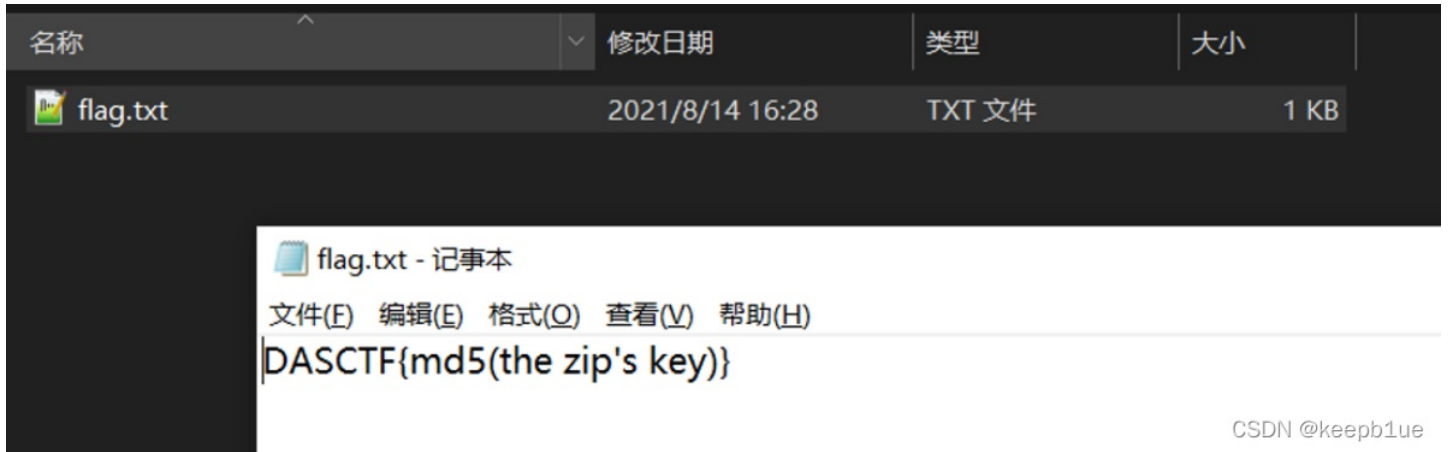 名称 修改日期 类型 大小
flag.txt 2021/8/14 16:28 TXT 文件 1 KB
flag.txt - 记事本
文件(F) 编辑(E) 格式(O) 查看(V) 帮助(H)
DASCTF{md5(the zip's key)}
CSDN @keepb1ue